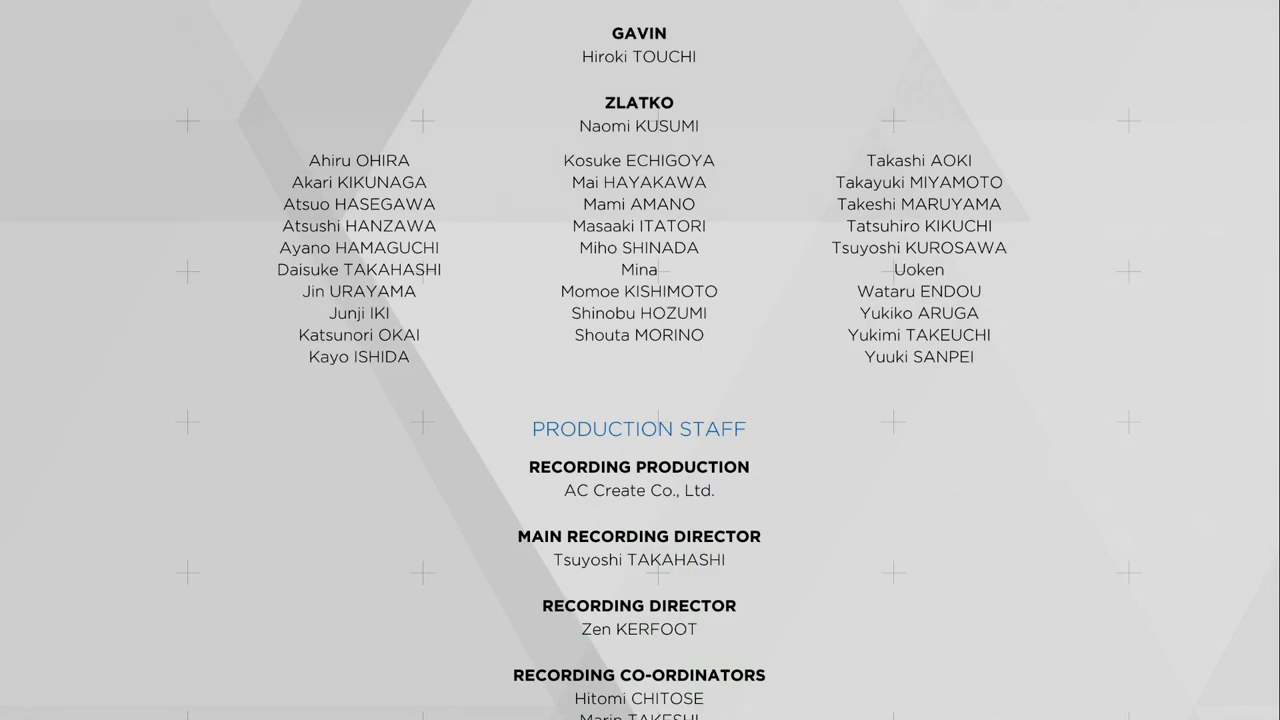 GAVIN
Hiroki TOUCHI
ZLATKO
Naomi KUSUMI
Ahiru OHIRA
Akari KIKUNAGA
Atsuo HASEGAWA
Atsushi HANZAWA
Ayano HAMAGUCHI
Daisuke TAKAHASHI
Jin URAYAMA
Junji IKI
Katsunori OKAI
Kayo ISHIDA
Kosuke ECHIGOYA
Mai HAYAKAWA
Mami AMANO
Masaaki ITATORI
Miho SHINADA
Mina
Momoe KISHIMOTO
Shinobu HOZUMI
Shouta MORINO
Takashi AOKI
Takayuki MIYAMOTO
Takeshi MARUYAMA
Tatsuhiro KIKUCHI
Tsuyoshi KUROSAWA
Uoken
Wataru ENDOU
Yukiko ARUGA
Yukimi TAKEUCHI
Yuuki SANPEI
PRODUCTION STAFF
RECORDING PRODUCTION
AC Create Co., Ltd.
MAIN RECORDING DIRECTOR
Tsuyoshi TAKAHASHI
RECORDING DIRECTOR
Zen KERFOOT
RECORDING CO-ORDINATORS
Hitomi CHITOSE
Marin TAKESHI